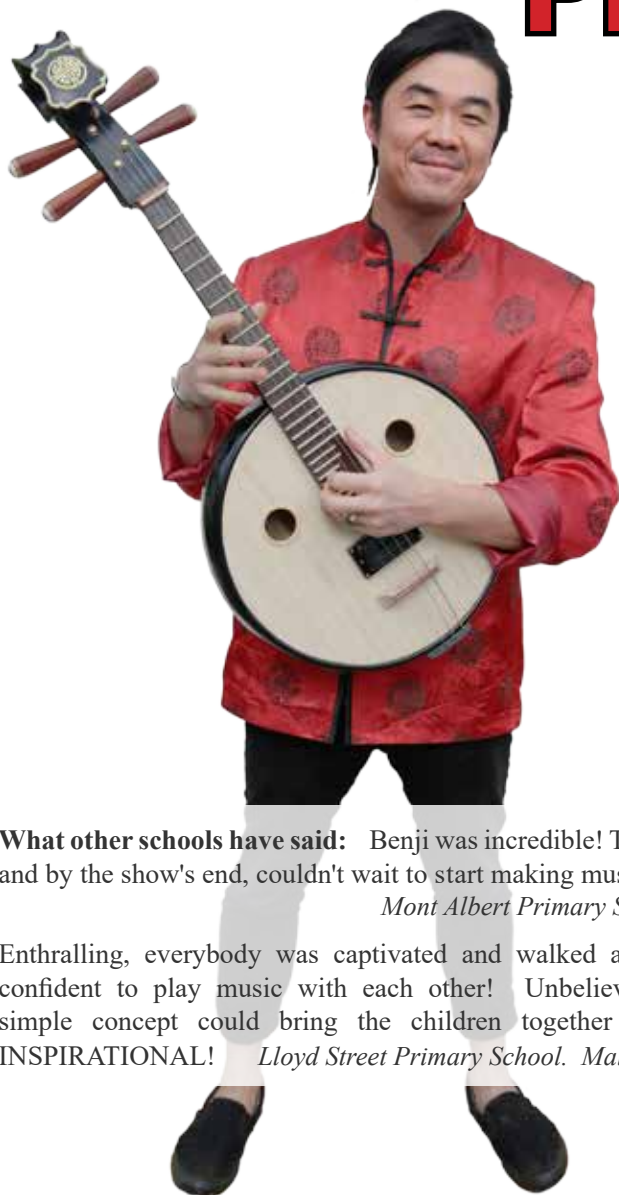 What other schools have said: Benji was incredible! T
and by the show's end, couldn't wait to start making mus
Mont Albert Primary S
Enthralling, everybody was captivated and walked a
confident to play music with each other! Unbeliev
simple concept could bring the children together
INSPIRATIONAL! Lloyd Street Primary School. Mal